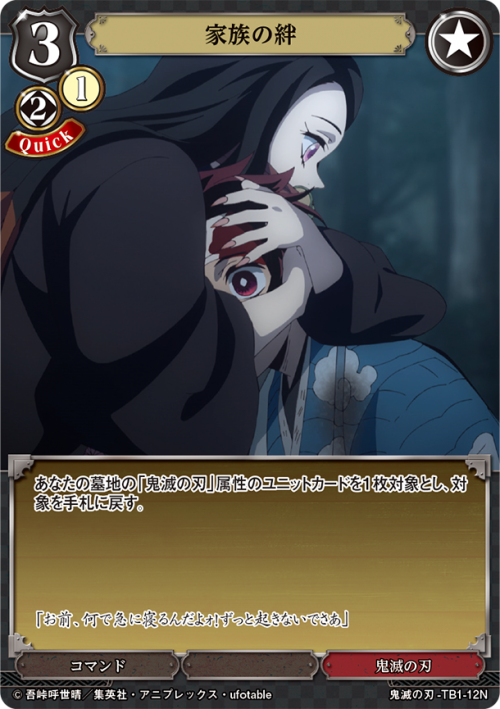 3
家族の絆
2
1
Quick
あなたの墓地の「鬼滅の刃」属性のユニットカードを1枚対象とし、対
象を手札に戻す。
「お前、何で急に寝るんだよォ!ずっと起きないでさあ」
コマンド
鬼滅の刃
© 吾峠呼世晴／集英社・アニプレックス・ufotable
鬼滅の刃 -TB1-12N